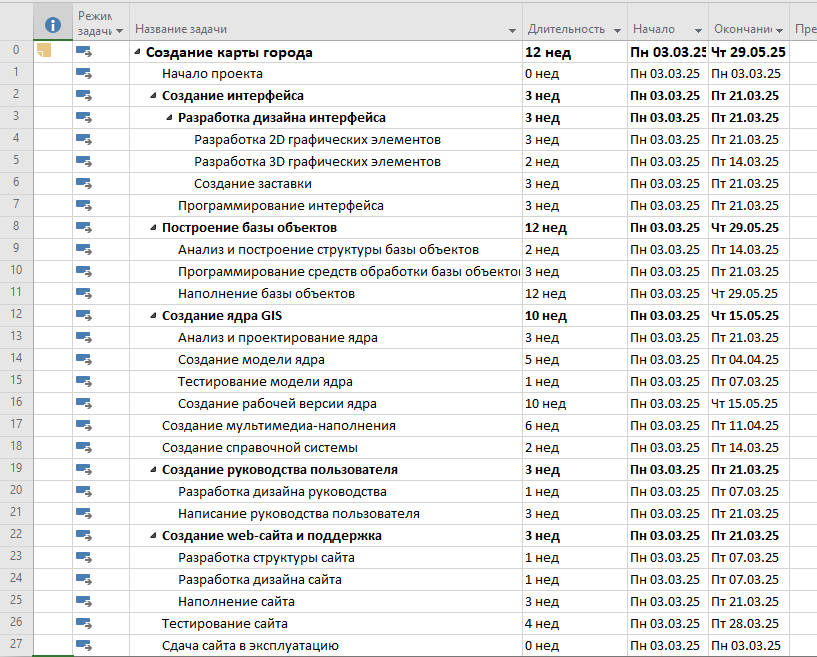 Режим задачи Название задачи Длительность Начало Окончани Пре
0 Создание карты города 12 нед Пн 03.03.25 Чт 29.05.25
1 Начало проекта 0 нед Пн 03.03.25 Пн 03.03.25
2 Создание интерфейса 3 нед Пн 03.03.25 Пт 21.03.25
3 Разработка дизайна интерфейса 3 нед Пн 03.03.25 Пт 21.03.25
4 Разработка 2D графических элементов 3 нед Пн 03.03.25 Пт 21.03.25
5 Разработка 3D графических элементов 2 нед Пн 03.03.25 Пт 14.03.25
6 Создание заставки 3 нед Пн 03.03.25 Пт 21.03.25
7 Программирование интерфейса 3 нед Пн 03.03.25 Пт 21.03.25
8 Построение базы объектов 12 нед Пн 03.03.25 Чт 29.05.25
9 Анализ и построение структуры базы объектов 2 нед Пн 03.03.25 Пт 14.03.25
10 Программирование средств обработки базы объекто 3 нед Пн 03.03.25 Пт 21.03.25
11 Наполнение базы объектов 12 нед Пн 03.03.25 Чт 29.05.25
12 Создание ядра GIS 10 нед Пн 03.03.25 Чт 15.05.25
13 Анализ и проектирование ядра 3 нед Пн 03.03.25 Пт 21.03.25
14 Создание модели ядра 5 нед Пн 03.03.25 Пт 04.04.25
15 Тестирование модели ядра 1 нед Пн 03.03.25 Пт 07.03.25
16 Создание рабочей версии ядра 10 нед Пн 03.03.25 Чт 15.05.25
17 Создание мультимедиа-наполнения 6 нед Пн 03.03.25 Пт 11.04.25
18 Создание справочной системы 2 нед Пн 03.03.25 Пт 14.03.25
19 Создание руководства пользователя 3 нед Пн 03.03.25 Пт 21.03.25
20 Разработка дизайна руководства 1 нед Пн 03.03.25 Пт 07.03.25
21 Написание руководства пользователя 3 нед Пн 03.03.25 Пт 21.03.25
22 Создание web-сайта и поддержка 3 нед Пн 03.03.25 Пт 21.03.25
23 Разработка структуры сайта 1 нед Пн 03.03.25 Пт 07.03.25
24 Разработка дизайна сайта 1 нед Пн 03.03.25 Пт 07.03.25
25 Наполнение сайта 3 нед Пн 03.03.25 Пт 21.03.25
26 Тестирование сайта 4 нед Пн 03.03.25 Пт 28.03.25
27 Сдача сайта в эксплуатацию 0 нед Пн 03.03.25 Пн 03.03.25